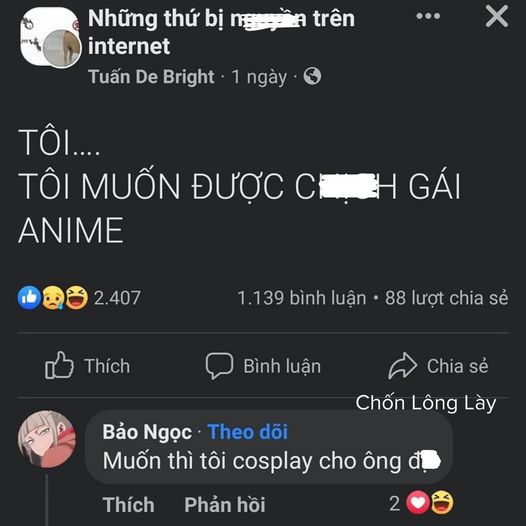 Những thứ bị trên
internet
Tuấn De Bright · 1 ngày ·
TÔI....
TÔI MUỐN ĐƯỢC GÁI
ANIME
2.407 1.139 bình luận • 88 lượt chia sẻ
Thích Bình luận Chia sẻ
Chốn Lông Lày
Bảo Ngọc · Theo dõi
Muốn thì tôi cosplay cho ông
Thích Phản hồi 2